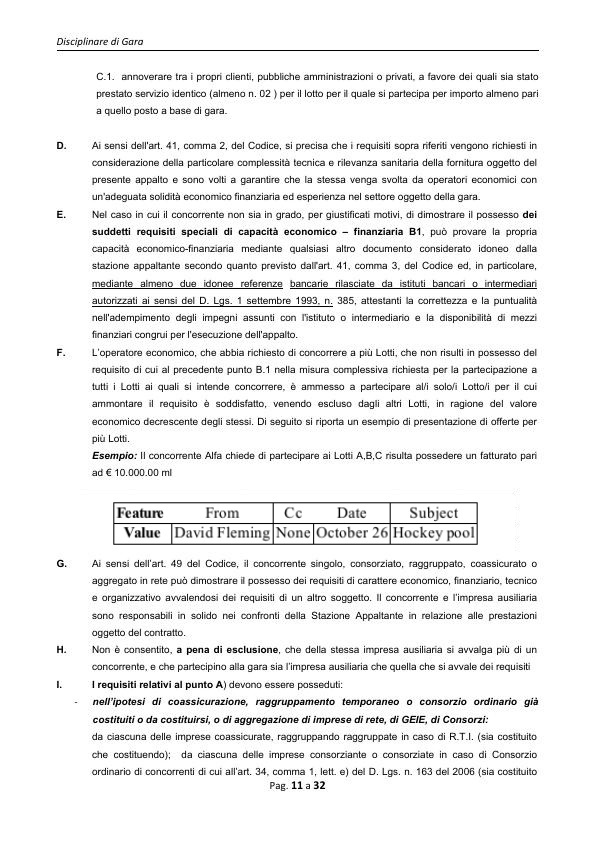 Disciplinare di Gara
C.1. annoverare tra i propri clienti, pubbliche amministrazioni o privati, a favore dei quali sia stato
prestato servizio identico (almeno n. 02 ) per il lotto per il quale si partecipa per importo almeno pari
a quello posto a base di gara.
D. Ai sensi dell'art. 41, comma 2, del Codice, si precisa che i requisiti sopra riferiti vengono richiesti in
considerazione della particolare complessità tecnica e rilevanza sanitaria della fornitura oggetto del
presente appalto e sono volti a garantire che la stessa venga svolta da operatori economici con
un'adeguata solidità economico finanziaria ed esperienza nel settore oggetto della gara.
E. Nel caso in cui il concorrente non sia in grado, per giustificati motivi, di dimostrare il possesso dei
suddetti requisiti speciali di capacità economico – finanziaria B1, può provare la propria
capacità economico-finanziaria mediante qualsiasi altro documento considerato idoneo dalla
stazione appaltante secondo quanto previsto dall'art. 41, comma 3, del Codice ed, in particolare,
mediante almeno due idonee referenze bancarie rilasciate da istituti bancari o intermediari
autorizzati ai sensi del D. Lgs. 1 settembre 1993, n. 385, attestanti la correttezza e la puntualità
nell'adempimento degli impegni assunti con l'istituto o intermediario e la disponibilità di mezzi
finanziari congrui per l'esecuzione dell'appalto.
F. L'operatore economico, che abbia richiesto di concorrere a più Lotti, che non risulti in possesso del
requisito di cui al precedente punto B.1 nella misura complessiva richiesta per la partecipazione a
tutti i Lotti ai quali si intende concorrere, è ammesso a partecipare al/i solo/i Lotto/i per il cui
ammontare il requisito è soddisfatto, venendo escluso dagli altri Lotti, in ragione del valore
economico decrescente degli stessi. Di seguito si riporta un esempio di presentazione di offerte per
più Lotti.
Esempio: Il concorrente Alfa chiede di partecipare ai Lotti A,B,C risulta possedere un fatturato pari
ad € 10.000.00 ml
Feature From Cc Date Subject
Value David Fleming None October 26 Hockey pool
G. Ai sensi dell'art. 49 del Codice, il concorrente singolo, consorziato, raggruppato, coassicurato o
aggregato in rete può dimostrare il possesso dei requisiti di carattere economico, finanziario, tecnico
e organizzativo avvalendosi dei requisiti di un altro soggetto. Il concorrente e l'impresa ausiliaria
sono responsabili in solido nei confronti della Stazione Appaltante in relazione alle prestazioni
oggetto del contratto.
H. Non è consentito, a pena di esclusione, che della stessa impresa ausiliaria si avvalga più di un
concorrente, e che partecipino alla gara sia l'impresa ausiliaria che quella che si avvale dei requisiti
I. I requisiti relativi al punto A) devono essere posseduti:
- nell'ipotesi di coassicurazione, raggruppamento temporaneo o consorzio ordinario già
costituiti o da costituirsi, o di aggregazione di imprese di rete, di GEIE, di Consorzi:
da ciascuna delle imprese coassicurate, raggruppando raggruppate in caso di R.T.I. (sia costituito
che costituendo); da ciascuna delle imprese consorziante o consorziate in caso di Consorzio
ordinario di concorrenti di cui all'art. 34, comma 1, lett. e) del D. Lgs. n. 163 del 2006 (sia costituito
Pag. 11 a 32